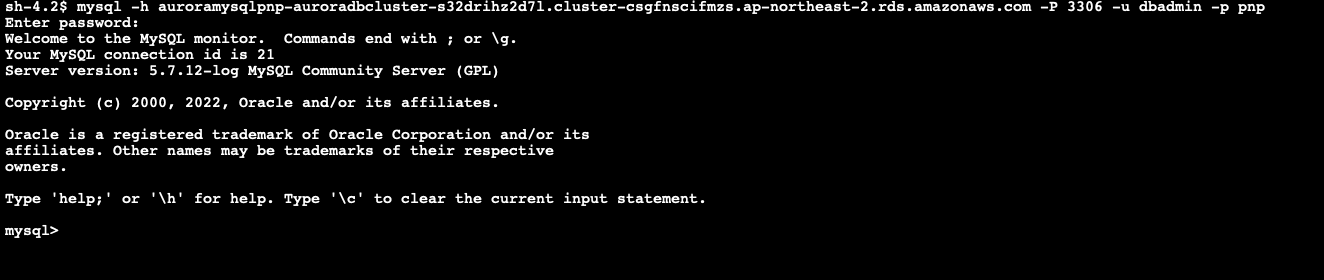 sh-4.2$ mysql -h auroramysqlpnp-auroradbcluster-s32drihz2d7l.cluster-csgfnscifmzs.ap-northeast-2.rds.amazonaws.com -P 3306 -u dbadmin -p pnp
Enter password:
Welcome to the MySQL monitor.  Commands end with ; or \g.
Your MySQL connection id is 21
Server version: 5.7.12-log MySQL Community Server (GPL)
Copyright (c) 2000, 2022, Oracle and/or its affiliates.
Oracle is a registered trademark of Oracle Corporation and/or its
affiliates. Other names may be trademarks of their respective
owners.
Type 'help;' or '\h' for help. Type '\c' to clear the current input statement.
mysql>